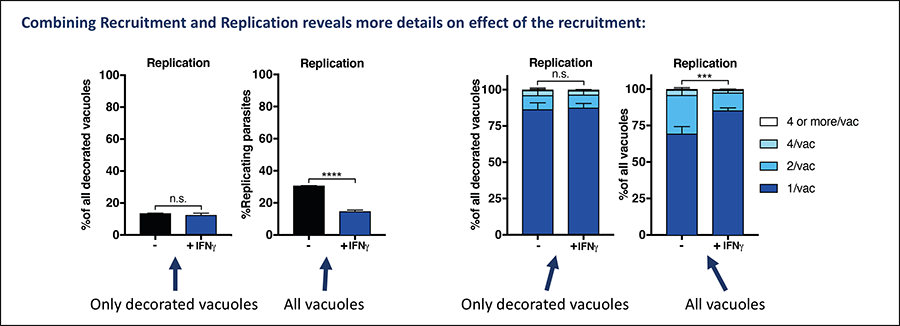 Combining Recruitment and Replication reveals more details on effect of the recruitment:
Replication
%of all decorated vacuoles
100
80
60
40
20
0
n.s.
-
+IFNγ
Only decorated vacuoles
Replication
%Replicating parasites
100
80
60
40
20
0
****
-
+IFNγ
All vacuoles
Replication
%of all decorated vacuoles
100
75
50
25
0
n.s.
-
+IFNγ
Only decorated vacuoles
Replication
%of all vacuoles
100
75
50
25
0
***
-
+IFNγ
All vacuoles
4 or more/vac
4/vac
2/vac
1/vac